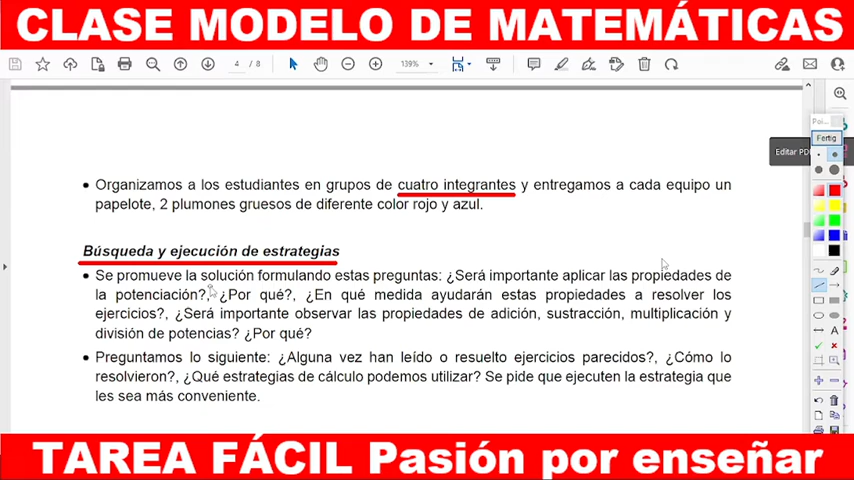 CLASE MODELO DE MATEMÁTICAS
4 / 8
139%
Fertig
Editar PD
• Organizamos a los estudiantes en grupos de cuatro integrantes y entregamos a cada equipo un
papelote, 2 plumones gruesos de diferente color rojo y azul.
Búsqueda y ejecución de estrategias
• Se promueve la solución formulando estas preguntas: ¿Será importante aplicar las propiedades de
la potenciación?, ¿Por qué?, ¿En qué medida ayudarán estas propiedades a resolver los
ejercicios?, ¿Será importante observar las propiedades de adición, sustracción, multiplicación y
división de potencias? ¿Por qué?
• Preguntamos lo siguiente: ¿Alguna vez han leído o resuelto ejercicios parecidos?, ¿Cómo lo
resolvieron?, ¿Qué estrategias de cálculo podemos utilizar? Se pide que ejecuten la estrategia que
les sea más conveniente.
TAREA FÁCIL Pasión por enseñar